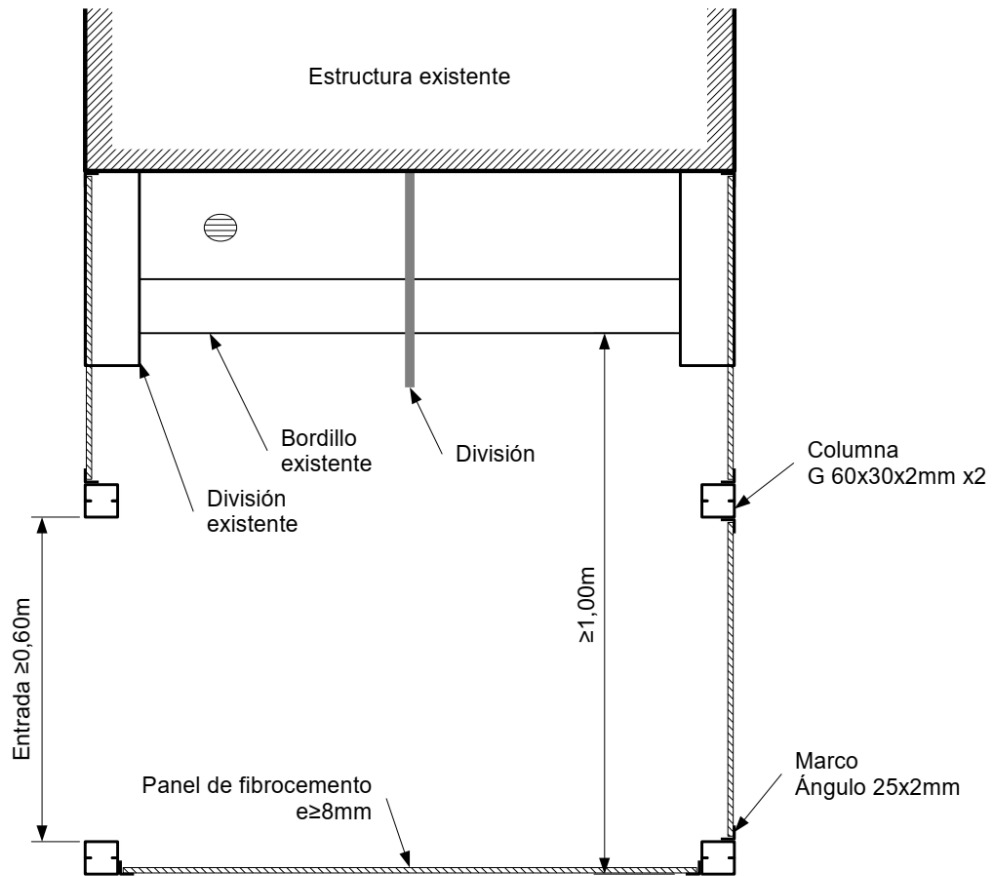 Estructura existente
Bordillo
existente
División
Columna
G 60x30x2mm x2
División
existente
Entrada ≥0,60m
≥1,00m
Panel de fibrocemento
e≥8mm
Marco
Ángulo 25x2mm